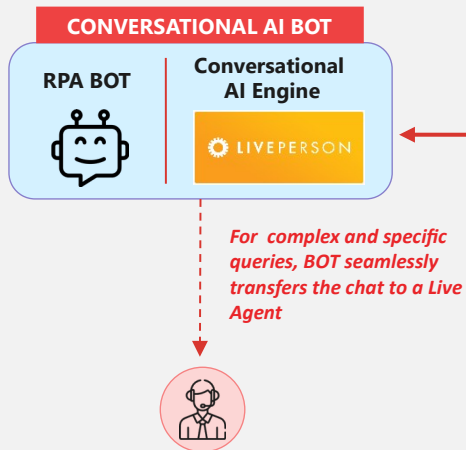 CONVERSATIONAL AI BOT
RPA BOT
Conversational
AI Engine
LIVEPERSON
For complex and specific
queries, BOT seamlessly
transfers the chat to a Live
Agent